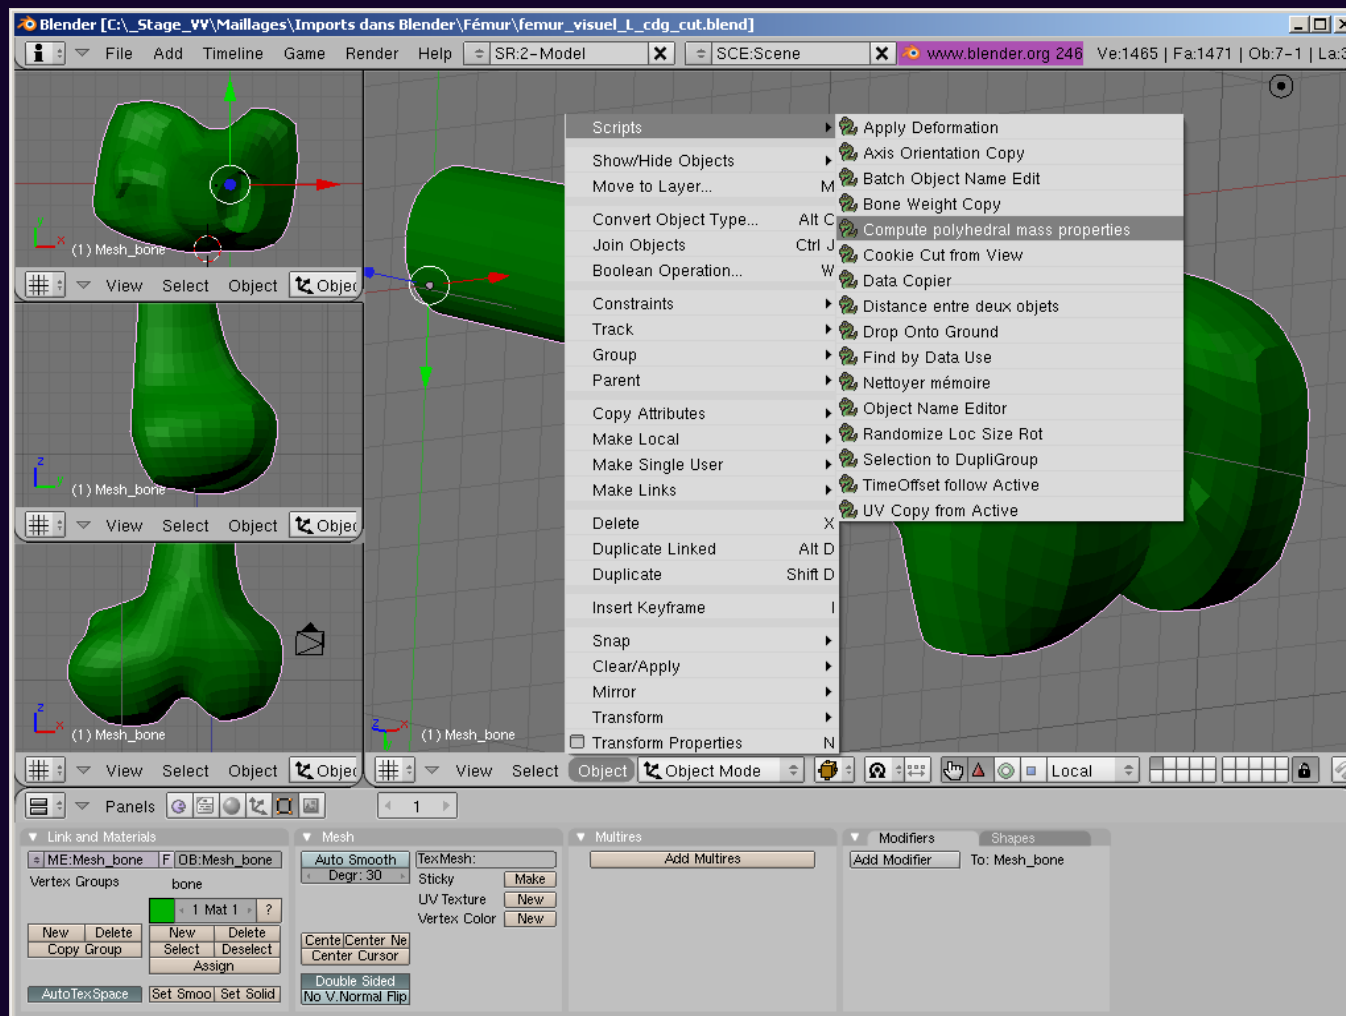 Blender [C:\_Stage_VV\Maillages\Imports dans Blender\Fémur\femur_visuel_L_cdg_cut.blend]
File Add Timeline Game Render Help SR:2-Model SCE:Scene www.blender.org 246 Ve:1465 | Fa:1471 | Ob:7-1 | La:3
Scripts
Show/Hide Objects
Move to Layer... M
Convert Object Type... Alt C
Join Objects Ctrl J
Boolean Operation... W
Constraints
Track
Group
Parent
Copy Attributes
Make Local
Make Single User
Make Links
Delete X
Duplicate Linked Alt D
Duplicate Shift D
Insert Keyframe I
Snap
Clear/Apply
Mirror
Transform
Transform Properties N
Apply Deformation
Axis Orientation Copy
Batch Object Name Edit
Bone Weight Copy
Compute polyhedral mass properties
Cookie Cut from View
Data Copier
Distance entre deux objets
Drop Onto Ground
Find by Data Use
Nettoyer mémoire
Object Name Editor
Randomize Loc Size Rot
Selection to DupliGroup
TimeOffset follow Active
UV Copy from Active
y
x
(1) Mesh_bone
View Select Object Objec
z
y
(1) Mesh_bone
View Select Object Objec
z
x
(1) Mesh_bone
View Select Object Objec
z
x
(1) Mesh_bone
View Select Object Object Mode Local
Panels 1
Link and Materials
ME:Mesh_bone F OB:Mesh_bone
Vertex Groups bone
1 Mat 1 ?
New Delete New Delete
Copy Group Select Deselect
Assign
AutoTexSpace Set Smoo Set Solid
Mesh
Auto Smooth TexMesh:
Degr: 30 Sticky Make
UV Texture New
Vertex Color New
Cente Center Ne
Center Cursor
Double Sided
No V.Normal Flip
Multires
Add Multires
Modifiers Shapes
Add Modifier To: Mesh_bone